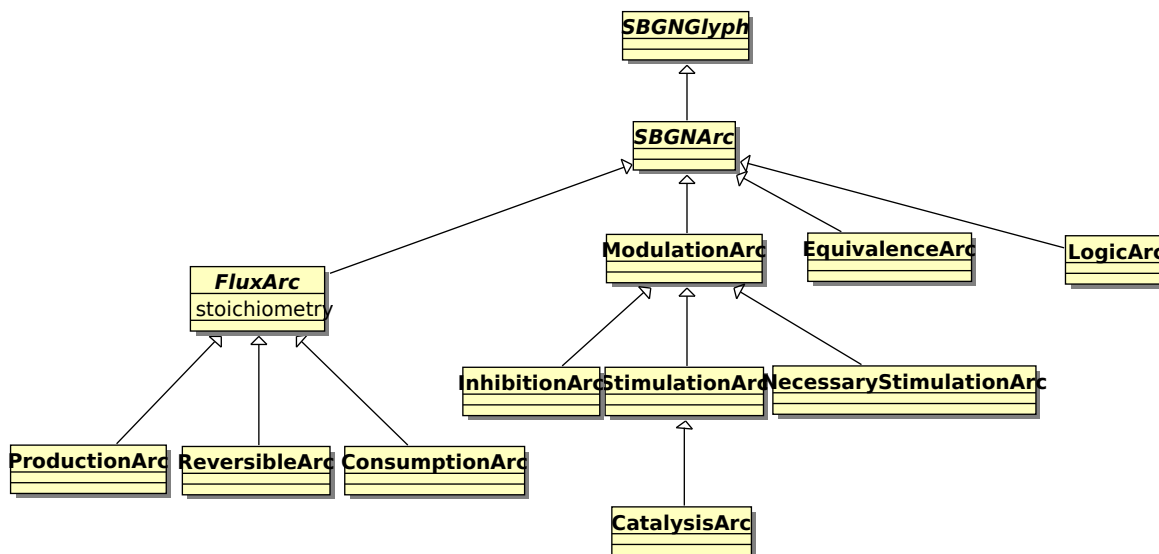 SBGNGlyph
SBGNArc
ModulationArc
EquivalenceArc
LogicArc
FluxArc
stoichiometry
InhibitionArc
StimulationArc
NecessaryStimulationArc
ProductionArc
ReversibleArc
ConsumptionArc
CatalysisArc